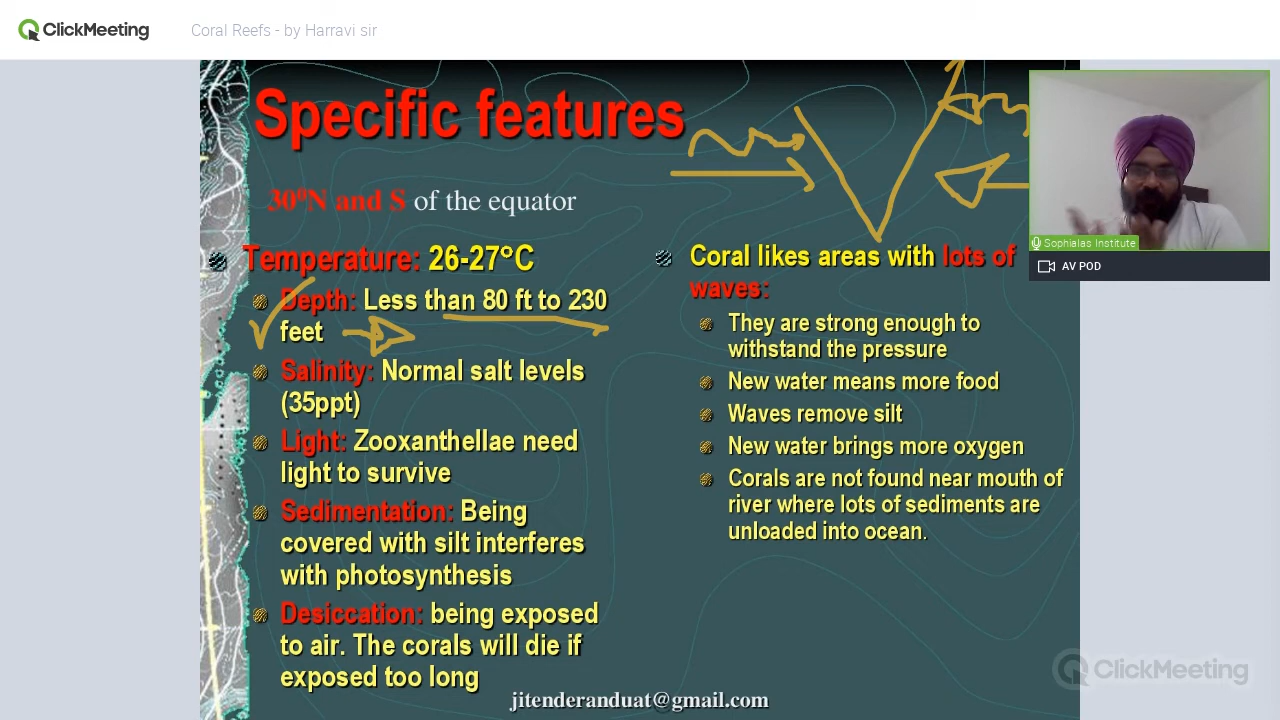 ClickMeeting
Coral Reefs - by Harravi sir
Specific features
30⁰N and S of the equator
Temperature: 26-27°C
Depth: Less than 80 ft to 230
feet
Salinity: Normal salt levels
(35ppt)
Light: Zooxanthellae need
light to survive
Sedimentation: Being
covered with silt interferes
with photosynthesis
Desiccation: being exposed
to air. The corals will die if
exposed too long
Coral likes areas with lots of
waves:
They are strong enough to
withstand the pressure
New water means more food
Waves remove silt
New water brings more oxygen
Corals are not found near mouth of
river where lots of sediments are
unloaded into ocean.
jitenderanduat@gmail.com
Sophialas Institute
AV POD
ClickMeeting